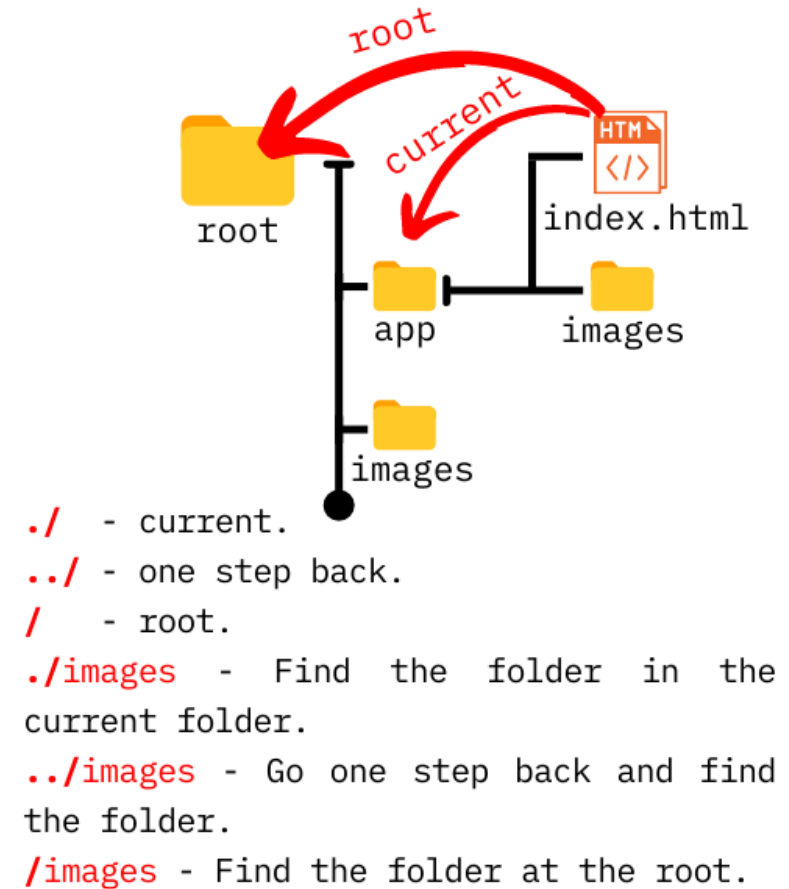 root
current
HTM
</>
index.html
root
app
images
images
./ - current.
../ - one step back.
/ - root.
./images - Find the folder in the
current folder.
../images - Go one step back and find
the folder.
/images - Find the folder at the root.